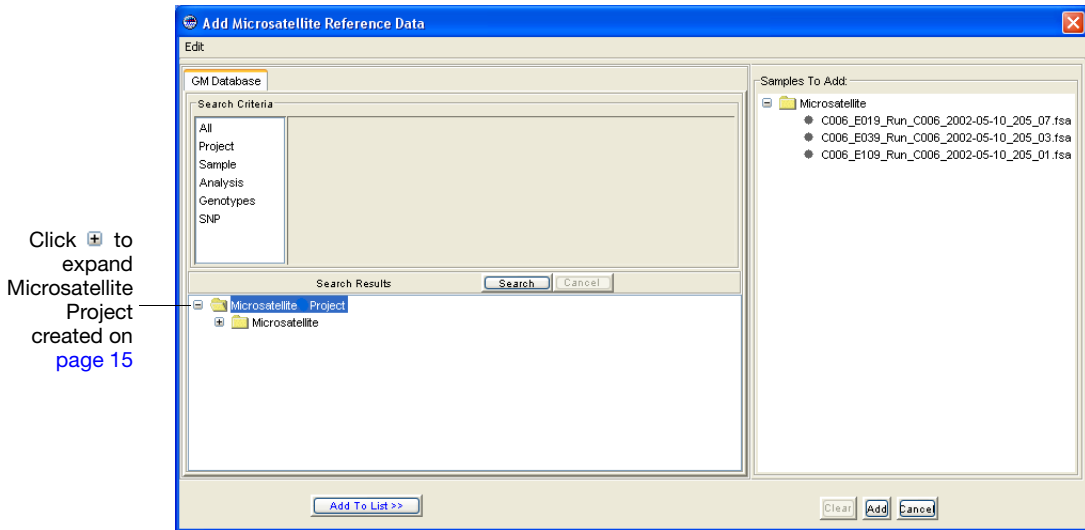 Add Microsatellite Reference Data
Edit
GM Database
Search Criteria
All
Project
Sample
Analysis
Genotypes
SNP
Search Results
Search
Cancel
Microsatellite Project
Microsatellite
Add To List >>
Samples To Add:
Microsatellite
C006_E019_Run_C006_2002-05-10_205_07.fsa
C006_E039_Run_C006_2002-05-10_205_03.fsa
C006_E109_Run_C006_2002-05-10_205_01.fsa
Clear
Add
Cancel
Click to
expand
Microsatellite
Project
created on
page 15